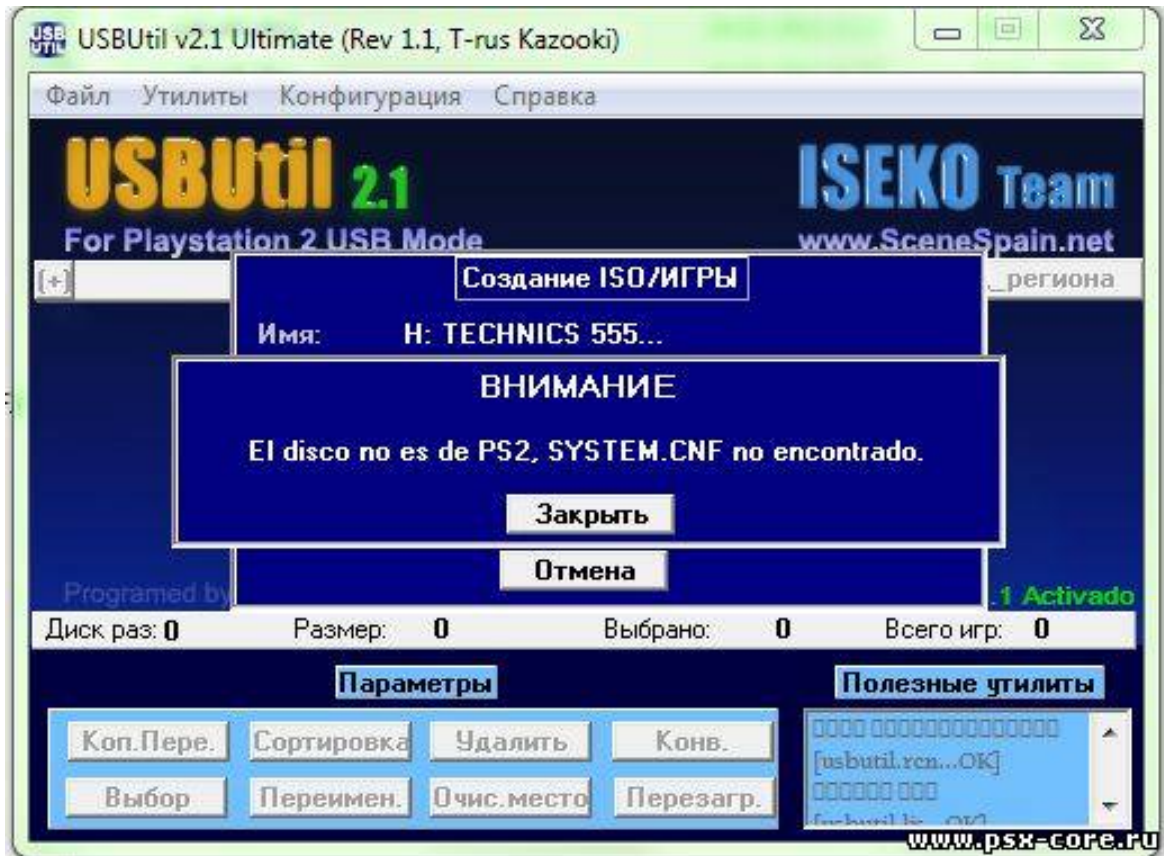 USB UTIL USBUtil v2.1 Ultimate (Rev 1.1, T-rus Kazooki)
Файл Утилиты Конфигурация Справка
USBUtil 2.1 ISEKO Team
For Playstation 2 USB Mode www.SceneSpain.net
[+] _региона
Создание ISO/ИГРЫ
Имя: H: TECHNICS 555...
ВНИМАНИЕ
El disco no es de PS2, SYSTEM.CNF no encontrado.
Закрыть
Отмена
Programed by .1 Activado
Диск раз: 0 Размер: 0 Выбрано: 0 Всего игр: 0
Параметры Полезные утилиты
Коп.Пере. Сортировка Удалить Конв.
[usbutil.rcn...OK]
Выбор Переимен. Очис.место Перезагр.
www.psx-core.ru